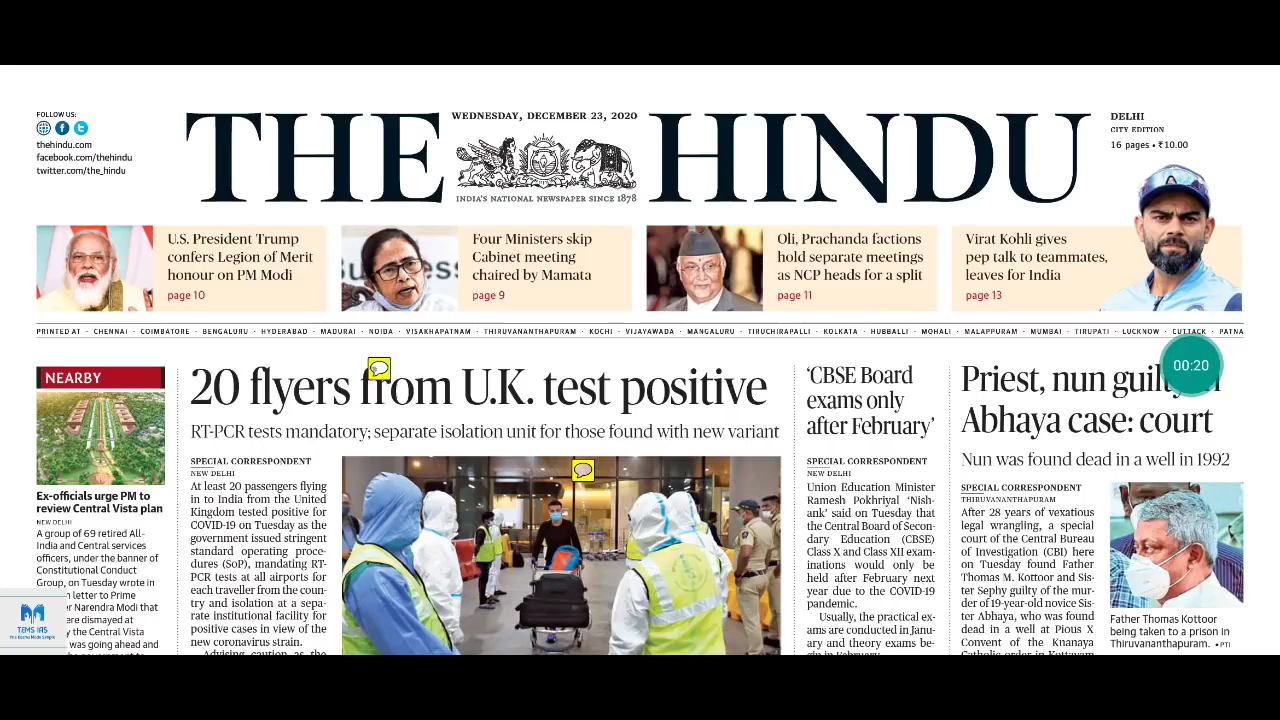 FOLLOW US:
thehindu.com
facebook.com/thehindu
twitter.com/the_hindu
THE HINDU
WEDNESDAY, DECEMBER 23, 2020
INDIA'S NATIONAL NEWSPAPER SINCE 1878
DELHI
CITY EDITION
16 pages • ₹10.00
U.S. President Trump
confers Legion of Merit
honour on PM Modi
page 10
Four Ministers skip
Cabinet meeting
chaired by Mamata
page 9
Oli, Prachanda factions
hold separate meetings
as NCP heads for a split
page 11
Virat Kohli gives
pep talk to teammates,
leaves for India
page 13
PRINTED AT • CHENNAI • COIMBATORE • BENGALURU • HYDERABAD • MADURAI • NOIDA • VISAKHAPATNAM • THIRUVANANTHAPURAM • KOCHI • VIJAYAWADA • MANGALURU • TIRUCHIRAPALLI • KOLKATA • HUBBALLI • MOHALI • MALAPPURAM • MUMBAI • TIRUPATI • LUCKNOW • CUTTACK • PATNA
NEARBY
Ex-officials urge PM to
review Central Vista plan
NEW DELHI
A group of 69 retired All-
India and Central services
officers, under the banner of
Constitutional Conduct
Group, on Tuesday wrote in
letter to Prime
Narendra Modi that
dismayed at
the Central Vista
was going ahead and
TEMS IAS
20 flyers from U.K. test positive
RT-PCR tests mandatory; separate isolation unit for those found with new variant
SPECIAL CORRESPONDENT
NEW DELHI
At least 20 passengers flying
in to India from the United
Kingdom tested positive for
COVID-19 on Tuesday as the
government issued stringent
standard operating proce-
dures (SoP), mandating RT-
PCR tests at all airports for
each traveller from the coun-
try and isolation at a sepa-
rate institutional facility for
positive cases in view of the
new coronavirus strain.
Advising caution as the
'CBSE Board
exams only
after February'
SPECIAL CORRESPONDENT
NEW DELHI
Union Education Minister
Ramesh Pokhriyal 'Nish-
ank' said on Tuesday that
the Central Board of Secon-
dary Education (CBSE)
Class X and Class XII exam-
inations would only be
held after February next
year due to the COVID-19
pandemic.
Usually, the practical ex-
ams are conducted in Janu-
ary and theory exams be-
gin in February.
00:20
Priest, nun guilty in
Abhaya case: court
Nun was found dead in a well in 1992
SPECIAL CORRESPONDENT
THIRUVANANTHAPURAM
After 28 years of vexatious
legal wrangling, a special
court of the Central Bureau
of Investigation (CBI) here
on Tuesday found Father
Thomas M. Kottoor and Sis-
ter Sephy guilty of the mur-
der of 19-year-old novice Sis-
ter Abhaya, who was found
dead in a well at Pious X
Convent of the Knanaya
Catholic order in Kottayam
Father Thomas Kottoor
being taken to a prison in
Thiruvananthapuram. • PTI